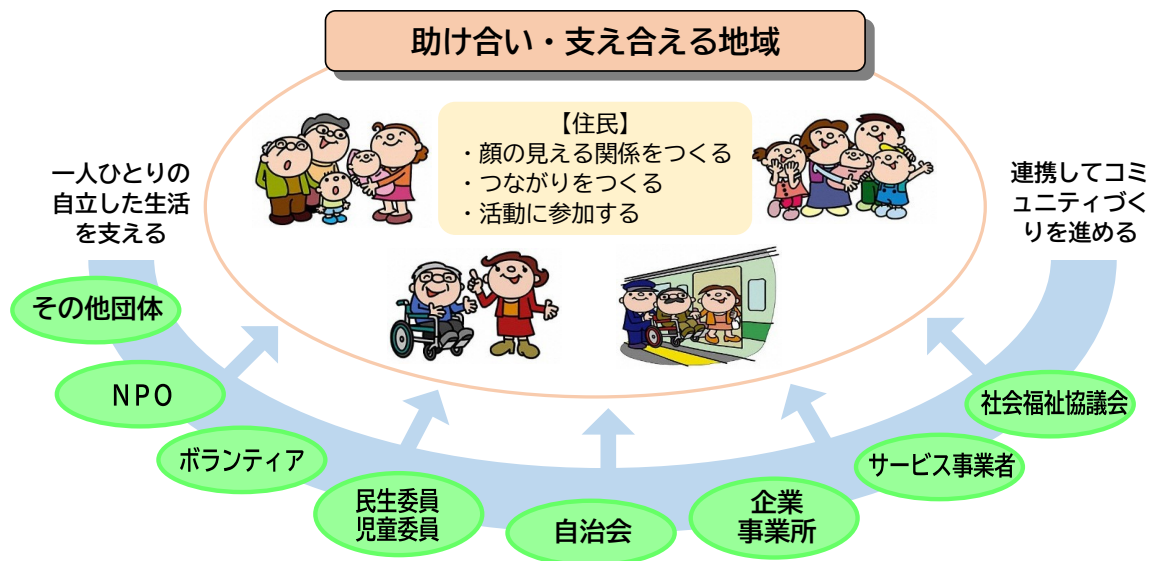 助け合い・支え合える地域
【住民】
・顔の見える関係をつくる
・つながりをつくる
・活動に参加する
一人ひとりの
自立した生活
を支える
連携してコミ
ュニティづく
りを進める
その他団体
ＮＰＯ
ボランティア
民生委員
児童委員
自治会
企業
事業所
サービス事業者
社会福祉協議会